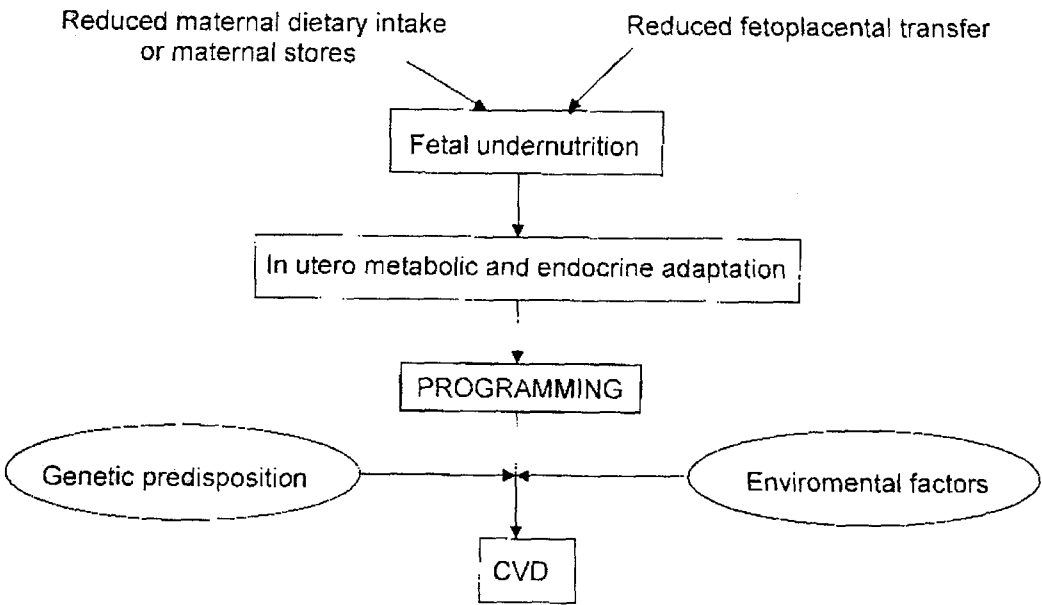 Reduced maternal dietary intake
or maternal stores
Reduced fetoplacental transfer
Fetal undernutrition
In utero metabolic and endocrine adaptation
PROGRAMMING
Genetic predisposition
Enviromental factors
CVD